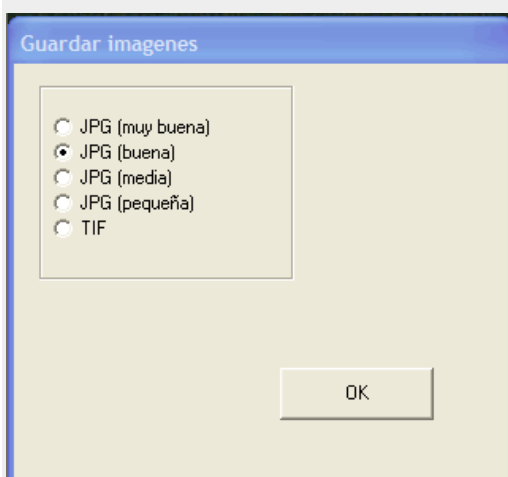 Guardar imagenes
JPG (muy buena)
JPG (buena)
JPG (media)
JPG (pequeña)
TIF
OK